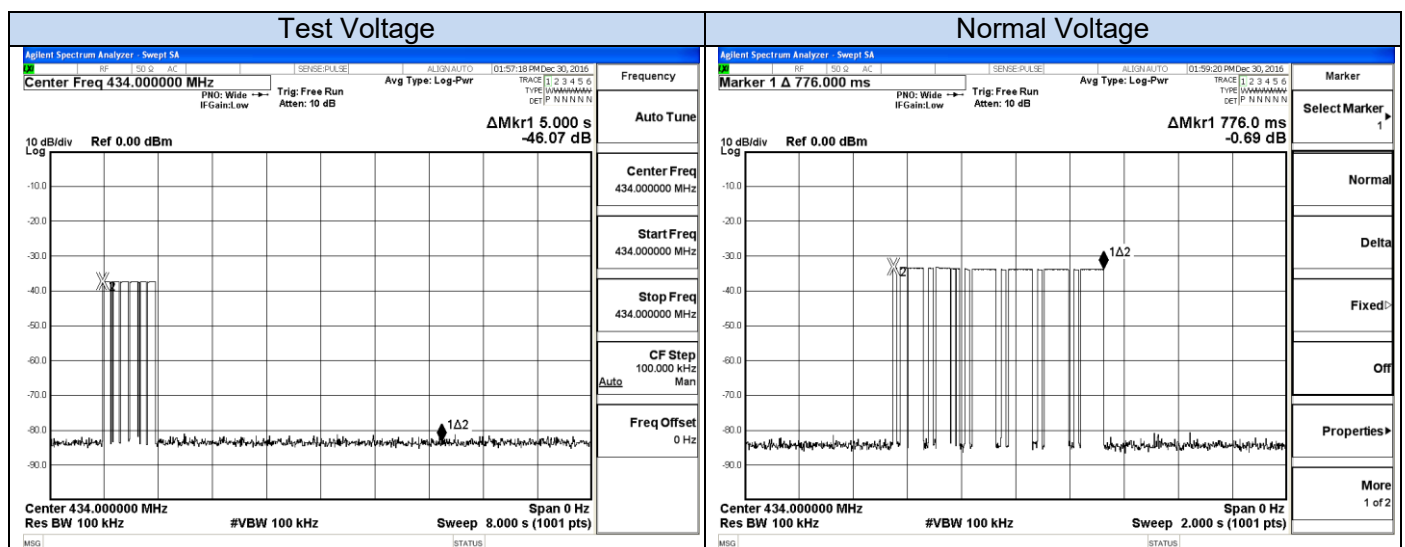 Test Voltage
Agilent Spectrum Analyzer - Swept SA
RF 50 Ω AC SENSE:PULSE ALIGN AUTO 01:57:18 PM Dec 30, 2016
Center Freq 434.000000 MHz
PNO: Wide
IFGain:Low
Trig: Free Run
Atten: 10 dB
Avg Type: Log-Pwr
TRACE 1 2 3 4 5 6
TYPE WWWWWW
DET P N N N N N
ΔMkr1 5.000 s
-46.07 dB
10 dB/div Ref 0.00 dBm
Log
-10.0
-20.0
-30.0
-40.0
-50.0
-60.0
-70.0
-80.0
-90.0
2
1Δ2
Center 434.000000 MHz
Span 0 Hz
Res BW 100 kHz
#VBW 100 kHz
Sweep 8.000 s (1001 pts)
MSG
STATUS
Frequency
Auto Tune
Center Freq
434.000000 MHz
Start Freq
434.000000 MHz
Stop Freq
434.000000 MHz
CF Step
100.000 kHz
Auto Man
Freq Offset
0 Hz
Normal Voltage
Agilent Spectrum Analyzer - Swept SA
RF 50 Ω AC SENSE:PULSE ALIGN AUTO 01:59:20 PM Dec 30, 2016
Marker 1 Δ 776.000 ms
PNO: Wide
IFGain:Low
Trig: Free Run
Atten: 10 dB
Avg Type: Log-Pwr
TRACE 1 2 3 4 5 6
TYPE WWWWWW
DET P N N N N N
ΔMkr1 776.0 ms
-0.69 dB
10 dB/div Ref 0.00 dBm
Log
-10.0
-20.0
-30.0
-40.0
-50.0
-60.0
-70.0
-80.0
-90.0
2
1Δ2
Center 434.000000 MHz
Span 0 Hz
Res BW 100 kHz
#VBW 100 kHz
Sweep 2.000 s (1001 pts)
MSG
STATUS
Marker
Select Marker
1
Normal
Delta
Fixed
Off
Properties
More
1 of 2